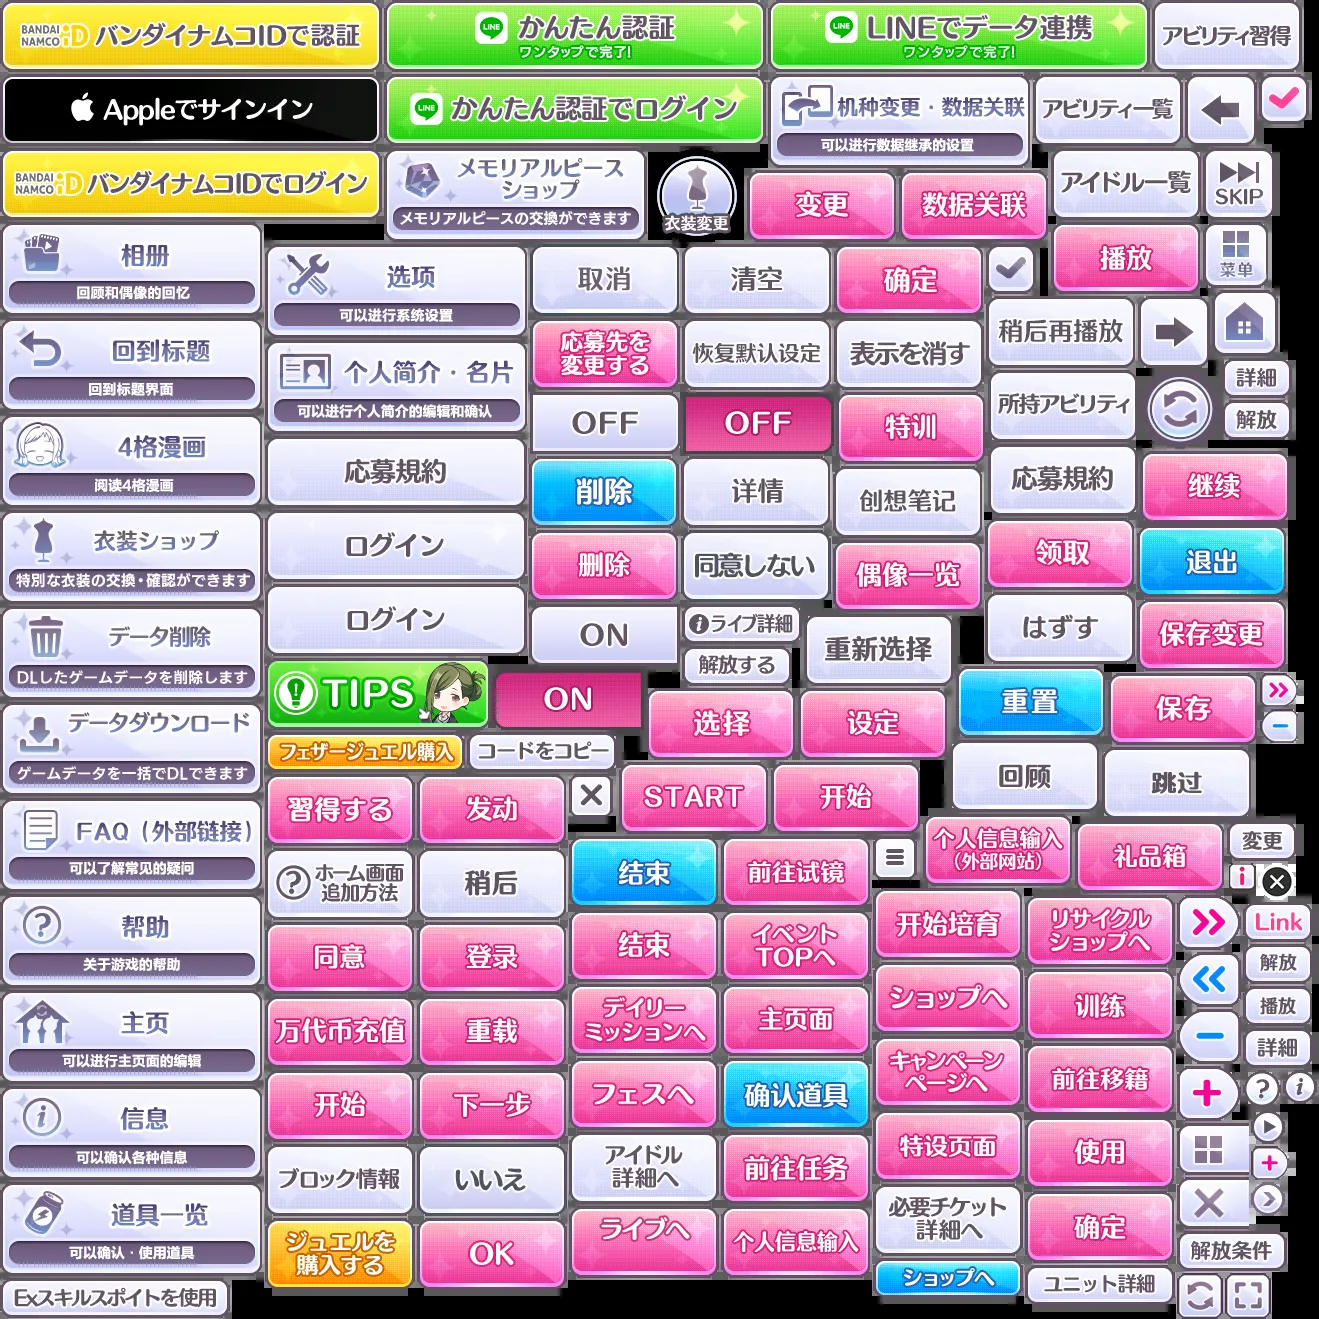 BANDAI NAMCO iD バンダイナムコIDで認証
LINE かんたん認証
ワンタップで完了!
LINE LINEでデータ連携
ワンタップで完了!
アビリティ習得
Appleでサインイン
LINE かんたん認証でログイン
机种变更・数据关联
可以进行数据继承的设置
アビリティ一覧
BANDAI NAMCO iD バンダイナムコIDでログイン
メモリアルピース
ショップ
メモリアルピースの交換ができます
衣装変更
变更
数据关联
アイドル一覧
SKIP
相册
回顾和偶像的回忆
选项
可以进行系统设置
取消
清空
确定
播放
菜单
回到标题
回到标题界面
个人简介・名片
可以进行个人简介的编辑和确认
応募先を
変更する
恢复默认设定
表示を消す
稍后再播放
詳細
解放
4格漫画
阅读4格漫画
応募規約
OFF
OFF
特训
所持アビリティ
削除
详情
创想笔记
応募規約
继续
衣装ショップ
特別な衣装の交換・確認ができます
ログイン
删除
同意しない
偶像一览
领取
退出
データ削除
DLしたゲームデータを削除します
ログイン
ON
ライブ詳細
解放する
重新选择
はずす
保存变更
TIPS
ON
选择
设定
重置
保存
データダウンロード
ゲームデータを一括でDLできます
フェザージュエル購入
コードをコピー
回顾
跳过
習得する
发动
START
开始
FAQ（外部链接）
可以了解常见的疑问
ホーム画面
追加方法
稍后
结束
前往试镜
个人信息输入
(外部网站)
礼品箱
変更
帮助
关于游戏的帮助
同意
登录
结束
イベント
TOPへ
开始培育
リサイクル
ショップへ
Link
解放
主页
可以进行主页面的编辑
万代币充值
重载
デイリー
ミッションへ
主页面
ショップへ
训练
播放
詳細
信息
可以确认各种信息
开始
下一步
フェスへ
确认道具
キャンペーン
ページへ
前往移籍
ブロック情報
いいえ
アイドル
詳細へ
前往任务
特设页面
使用
道具一览
可以确认・使用道具
ジュエルを
購入する
OK
ライブへ
个人信息输入
必要チケット
詳細へ
确定
解放条件
Exスキルスポイトを使用
ショップへ
ユニット詳細